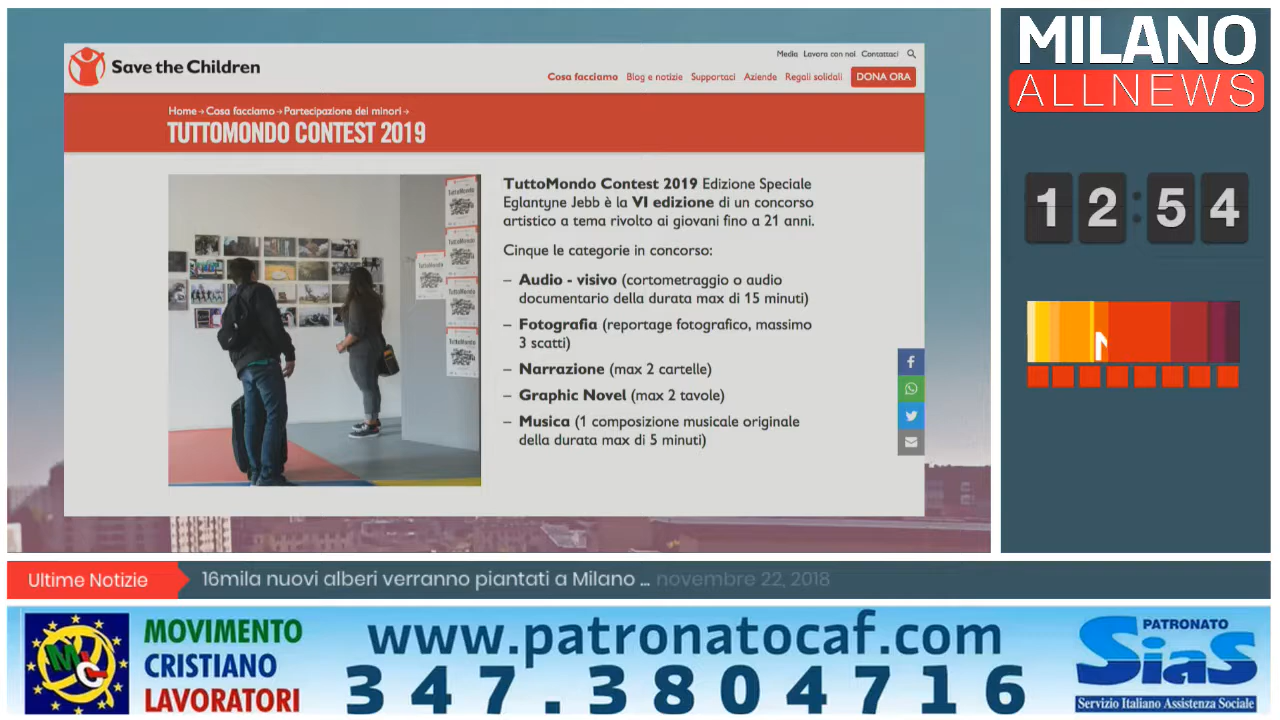 Save the Children
Media Lavora con noi Contattaci
Cosa facciamo Blog e notizie Supportaci Aziende Regali solidali DONA ORA
Home → Cosa facciamo → Partecipazione dei minori →
TUTTOMONDO CONTEST 2019
TuttoMondo Contest 2019 Edizione Speciale
Eglantyne Jebb è la VI edizione di un concorso
artistico a tema rivolto ai giovani fino a 21 anni.
Cinque le categorie in concorso:
– Audio - visivo (cortometraggio o audio
documentario della durata max di 15 minuti)
– Fotografia (reportage fotografico, massimo
3 scatti)
– Narrazione (max 2 cartelle)
– Graphic Novel (max 2 tavole)
– Musica (1 composizione musicale originale
della durata max di 5 minuti)
TuttoMondo
TuttoMondo
TuttoMondo
TuttoMondo
TuttoMondo
MILANO
ALLNEWS
12:54
Ultime Notizie
16mila nuovi alberi verranno piantati a Milano ... novembre 22, 2018
MCL
MOVIMENTO
CRISTIANO
LAVORATORI
www.patronatocaf.com
347.3804716
PATRONATO
SiaS
Servizio Italiano Assistenza Sociale